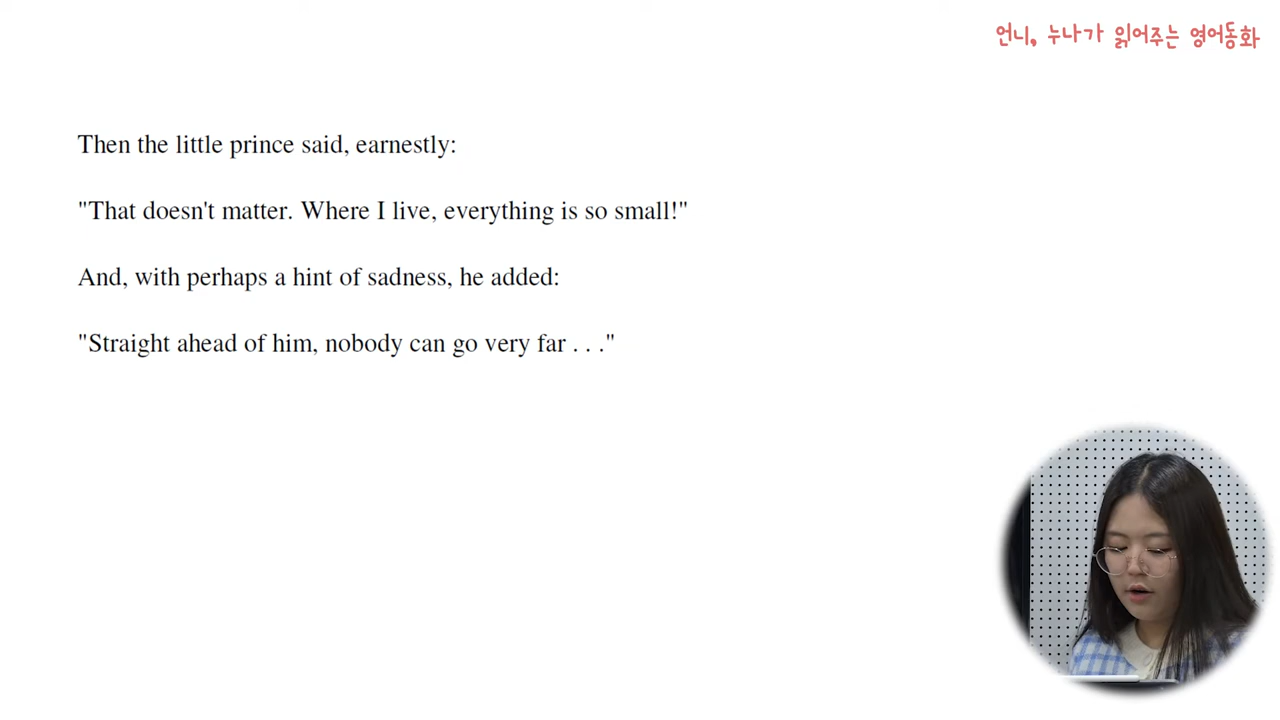 언니, 누나가 읽어주는 영어동화
Then the little prince said, earnestly:
"That doesn't matter. Where I live, everything is so small!"
And, with perhaps a hint of sadness, he added:
"Straight ahead of him, nobody can go very far . . ."